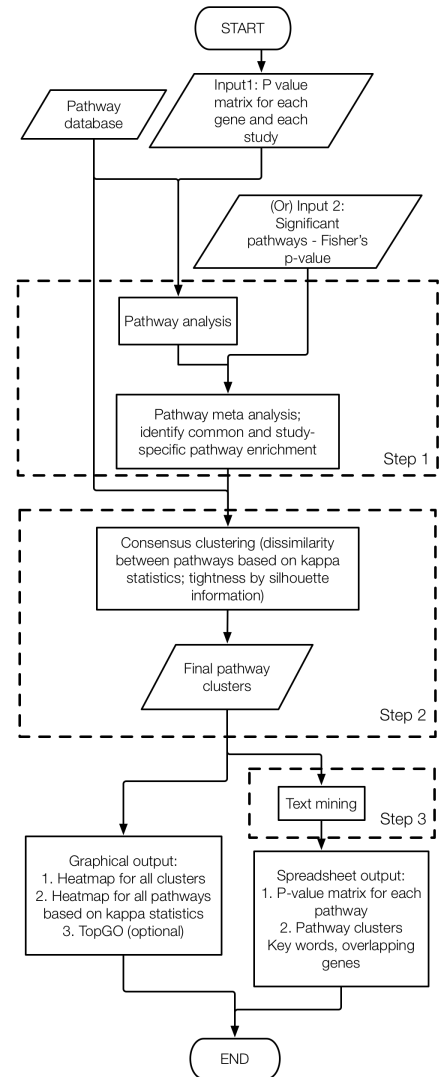 START
Input1: P value
matrix for each
gene and each
study
Pathway
database
(Or) Input 2:
Significant
pathways - Fisher's
p-value
Pathway analysis
Pathway meta analysis;
identify common and study-
specific pathway enrichment
Step 1
Consensus clustering (dissimilarity
between pathways based on kappa
statistics; tightness by silhouette
information)
Final pathway
clusters
Step 2
Text mining
Step 3
Graphical output:
1. Heatmap for all clusters
2. Heatmap for all pathways
based on kappa statistics
3. TopGO (optional)
Spreadsheet output:
1. P-value matrix for each
pathway
2. Pathway clusters
Key words, overlapping
genes
END